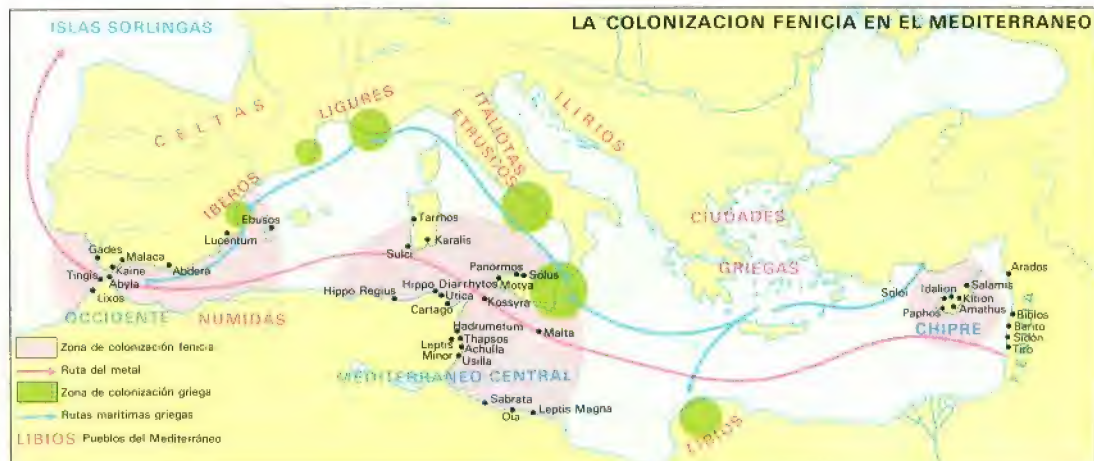 LA COLONIZACION FENICIA EN EL MEDITERRANEO
ISLAS SORLINGAS
CELTAS
LIGURES
ITALIOTAS
ETRUSCOS
ILIRIOS
IBEROS
Ebusos
Lucentum
Gades
Malaca
Kaine
Abdera
Tingis
Abyla
Lixos
OCCIDENTE
NUMIDAS
Tarrhos
Karalis
Sulci
Panormos
Solus
Motya
Hippo Diarrhytos
Hippo Regius
Utica
Kossyra
Cartago
Hadrumetum
Thapsos
Leptis
Minor
Achulla
Usilla
Malta
MEDITERRANEO CENTRAL
Sabrata
Oia
Leptis Magna
LIBIOS
CIUDADES
GRIEGAS
Soloi
Idalion
Salamis
Kition
Paphos
Amathus
CHIPRE
Arados
Biblos
Berito
Sidón
Tiro
FENICIA
Zona de colonización fenicia
Ruta del metal
Zona de colonización griega
Rutas marítimas griegas
LIBIOS Pueblos del Mediterráneo